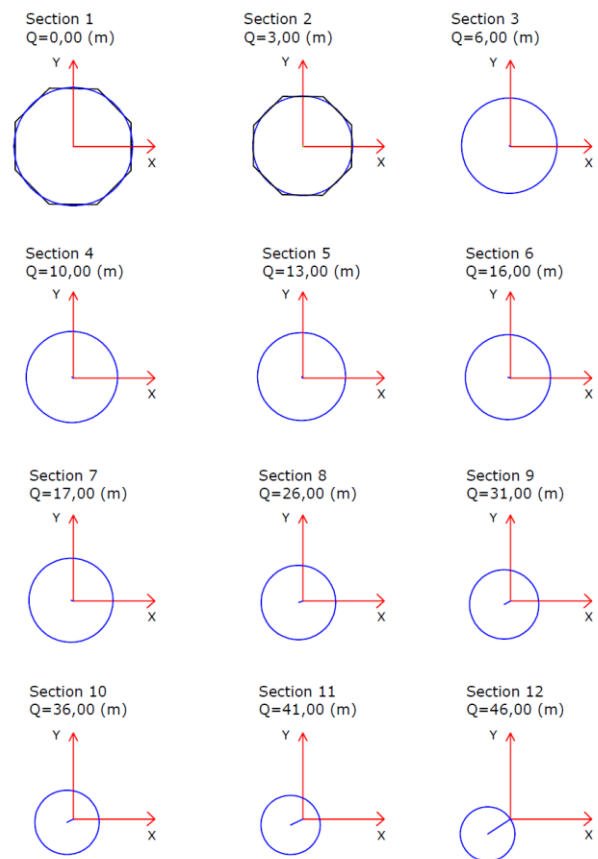 Section 1
Q=0,00 (m)
Y
X
Section 2
Q=3,00 (m)
Y
X
Section 3
Q=6,00 (m)
Y
X
Section 4
Q=10,00 (m)
Y
X
Section 5
Q=13,00 (m)
Y
X
Section 6
Q=16,00 (m)
Y
X
Section 7
Q=17,00 (m)
Y
X
Section 8
Q=26,00 (m)
Y
X
Section 9
Q=31,00 (m)
Y
X
Section 10
Q=36,00 (m)
Y
X
Section 11
Q=41,00 (m)
Y
X
Section 12
Q=46,00 (m)
Y
X